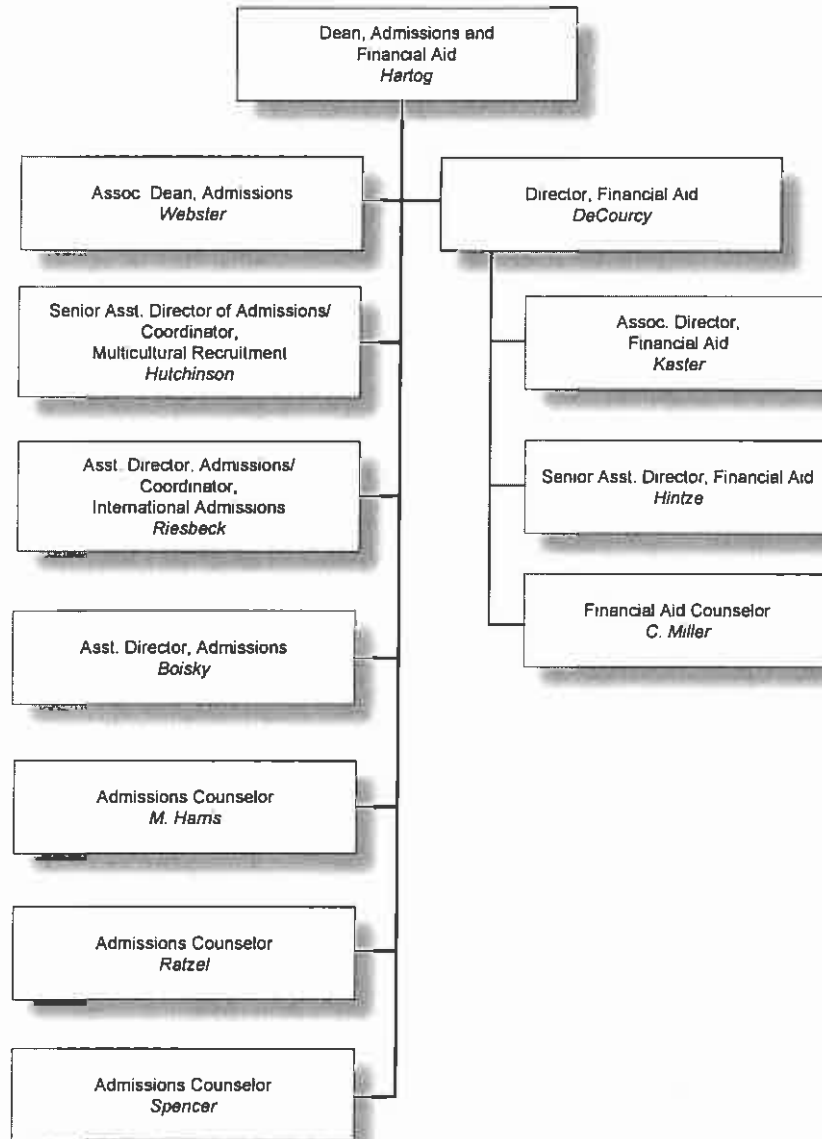 Dean, Admissions and
Financial Aid
Hartog
Assoc. Dean, Admissions
Webster
Director, Financial Aid
DeCourcy
Senior Asst. Director of Admissions/
Coordinator,
Multicultural Recruitment
Hutchinson
Assoc. Director,
Financial Aid
Kaster
Asst. Director, Admissions/
Coordinator,
International Admissions
Riesbeck
Senior Asst. Director, Financial Aid
Hintze
Asst. Director, Admissions
Boisky
Financial Aid Counselor
C. Miller
Admissions Counselor
M. Harris
Admissions Counselor
Ratzel
Admissions Counselor
Spencer